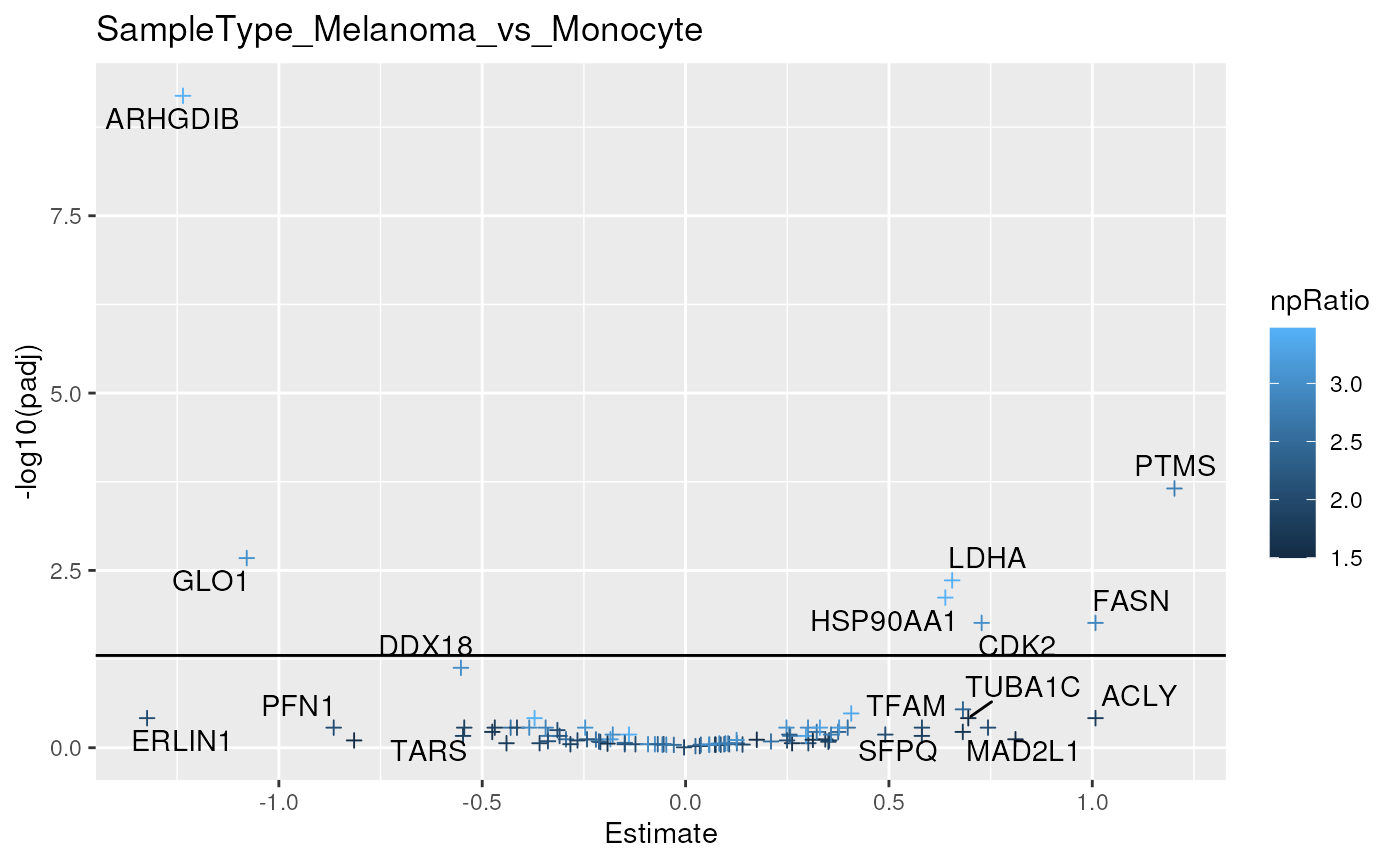 SampleType_Melanoma_vs_Monocyte
ARHGDIB
7.5
npRatio
-log10(padj)
3.0
5.0
2.5
PTMS
2.0
LDHA
1.5
2.5
GLO1
FASN
HSP90AA1
DDX18
CDK2
TUBA1C
PFN1
TFAM
ACLY
ERLIN1
0.0
TARS
SFPQ
MAD2L1
-1.0
-0.5
0.0
0.5
1.0
Estimate